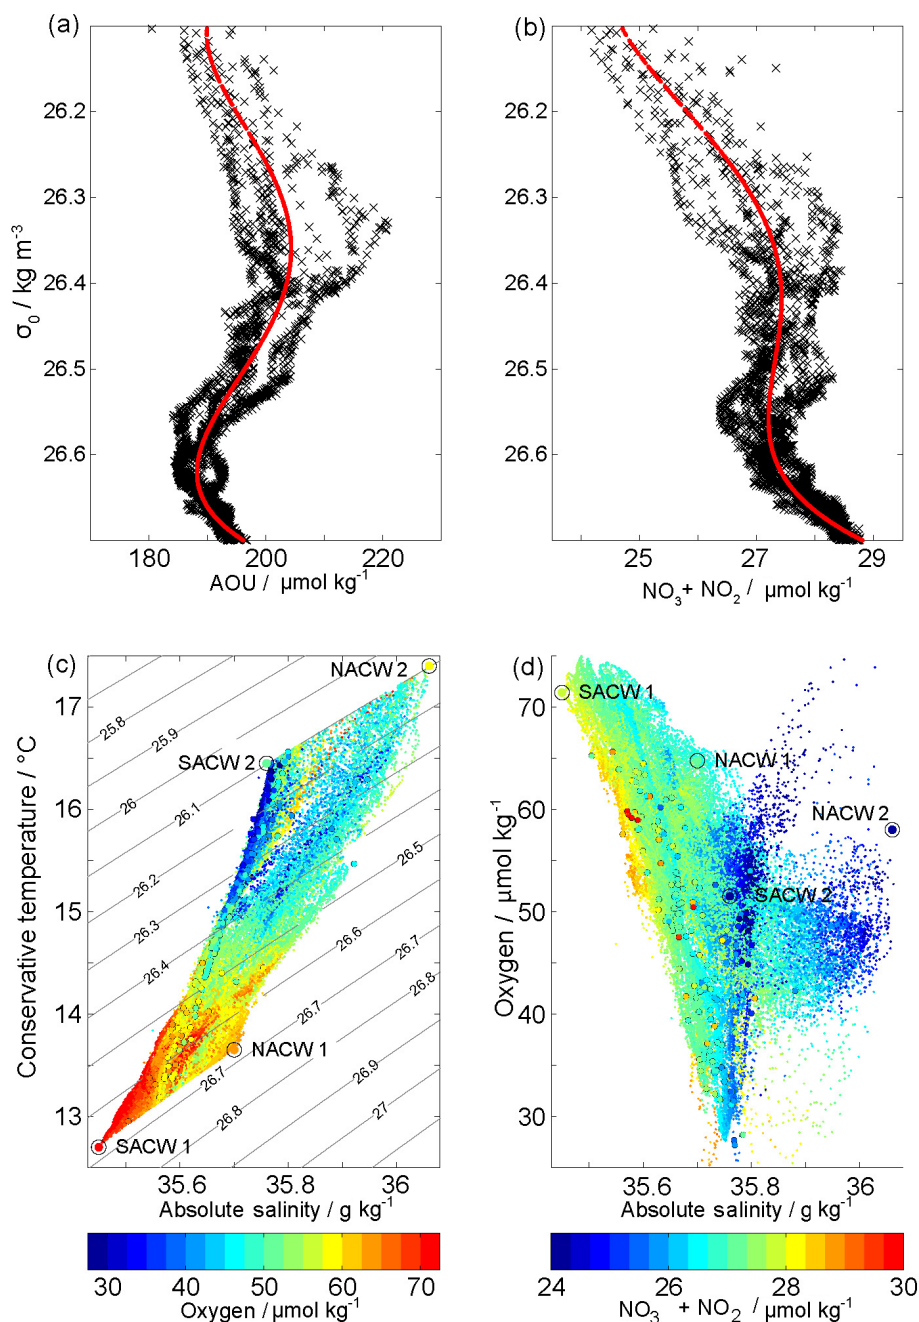 (a)
(b)
26.2
26.3
26.4
26.5
26.6
σ0 / kg m-3
180 200 220
AOU / μmol kg-1
26.2
26.3
26.4
26.5
26.6
25 27 29
NO3 + NO2 / μmol kg-1
(c)
NACW 2
SACW 2
NACW 1
SACW 1
25.8
25.9
26
26.1
26.2
26.3
26.4
26.5
26.6
26.7
26.8
26.7
26.9
26.7
26.8
27
17
16
15
14
13
Conservative temperature / °C
35.6 35.8 36
Absolute salinity / g kg-1
30 40 50 60 70
Oxygen / μmol kg-1
(d)
SACW 1
NACW 1
NACW 2
SACW 2
70
60
50
40
30
Oxygen / μmol kg-1
35.6 35.8 36
Absolute salinity / g kg-1
24 26 28 30
NO3 + NO2 / μmol kg-1